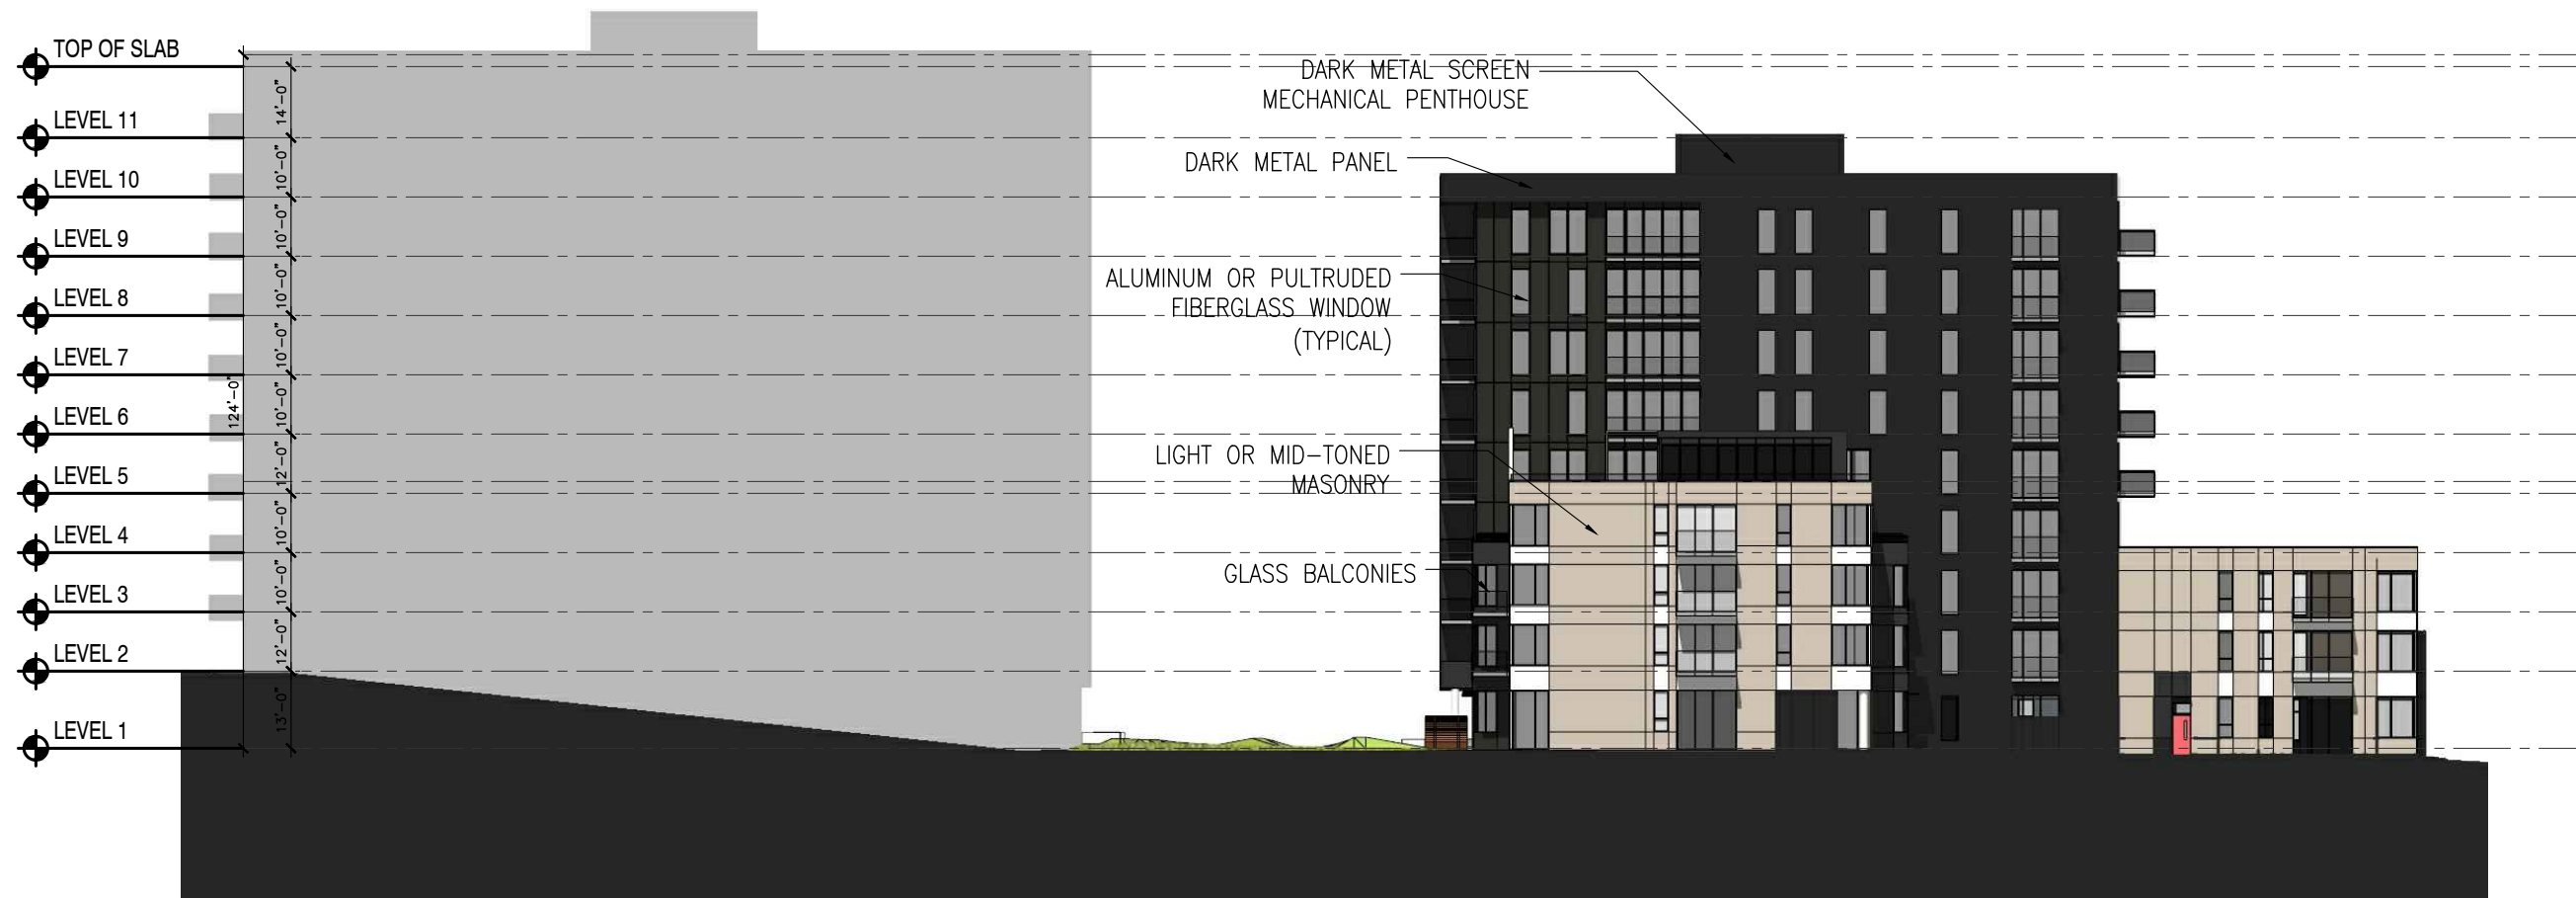 TOP OF SLAB
LEVEL 11
LEVEL 10
LEVEL 9
LEVEL 8
LEVEL 7
LEVEL 6
LEVEL 5
LEVEL 4
LEVEL 3
LEVEL 2
LEVEL 1
124'-0"
14'-0"
10'-0"
10'-0"
10'-0"
10'-0"
10'-0"
12'-0"
10'-0"
10'-0"
12'-0"
13'-0"
DARK METAL SCREEN
MECHANICAL PENTHOUSE
DARK METAL PANEL
ALUMINUM OR PULTRUDED
FIBERGLASS WINDOW
(TYPICAL)
LIGHT OR MID-TONED
MASONRY
GLASS BALCONIES